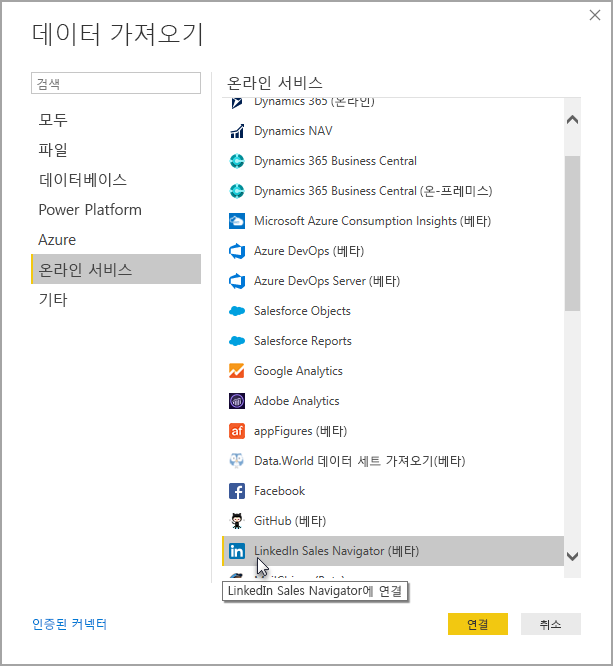 데이터 가져오기
검색
모두
파일
데이터베이스
Power Platform
Azure
온라인 서비스
기타
온라인 서비스
Dynamics 365 (온라인)
Dynamics NAV
Dynamics 365 Business Central
Dynamics 365 Business Central (온-프레미스)
Microsoft Azure Consumption Insights (베타)
Azure DevOps (베타)
Azure DevOps Server (베타)
Salesforce Objects
Salesforce Reports
Google Analytics
Adobe Analytics
appFigures (베타)
Data.World 데이터 세트 가져오기(베타)
Facebook
GitHub (베타)
LinkedIn Sales Navigator (베타)
LinkedIn Sales Navigator에 연결
인증된 커넥터
연결
취소